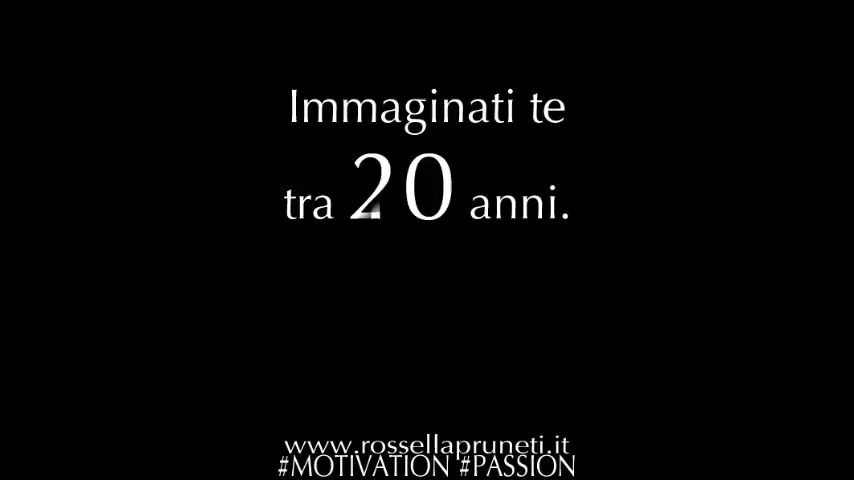 Immaginati te
tra 20 anni.
www.rossellapruneti.it
#MOTIVATION #PASSION